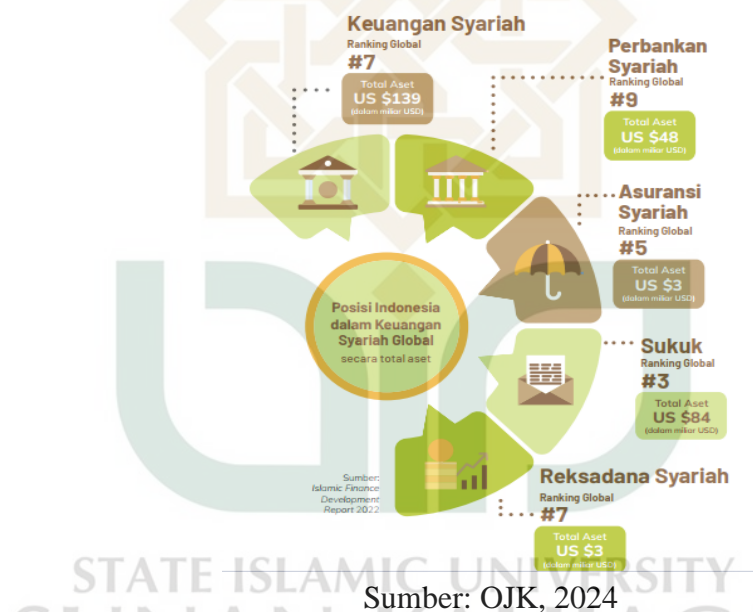 Keuangan Syariah
Ranking Global
#7
Total Aset
US $139
(dalam miliar USD)
Perbankan
Syariah
Ranking Global
#9
Total Aset
US $48
(dalam miliar USD)
Asuransi
Syariah
Ranking Global
#5
Total Aset
US $3
(dalam miliar USD)
Posisi Indonesia
dalam Keuangan
Syariah Global
secara total aset
Sukuk
Ranking Global
#3
Total Aset
US $84
(dalam miliar USD)
Reksadana Syariah
Ranking Global
#7
Total Aset
US $3
(dalam miliar USD)
Sumber:
Islamic Finance
Development
Report 2022
STATE ISLAMIC UNIVERSITY
Sumber: OJK, 2024